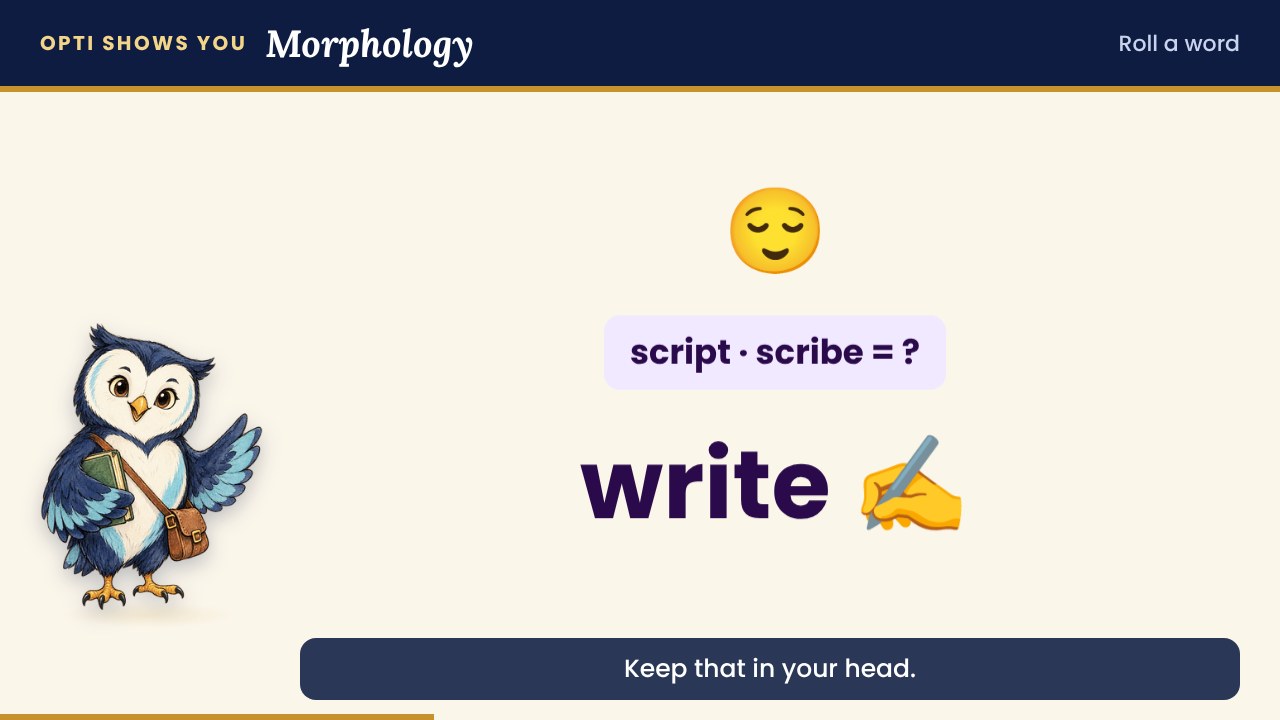 OPTI SHOWS YOU Morphology
Roll a word
script · scribe = ?
write
Keep that in your head.